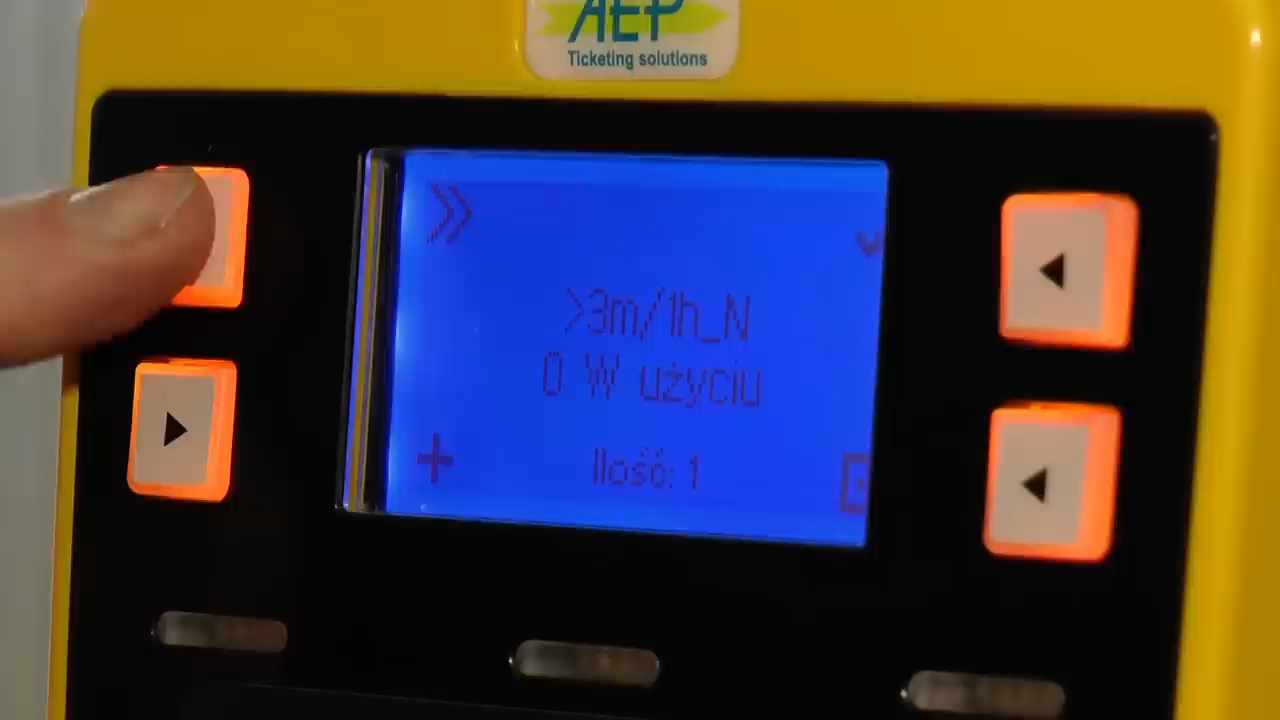 AEP
Ticketing solutions
>3m/1h_N
0 W użyciu
+
Ilość: 1